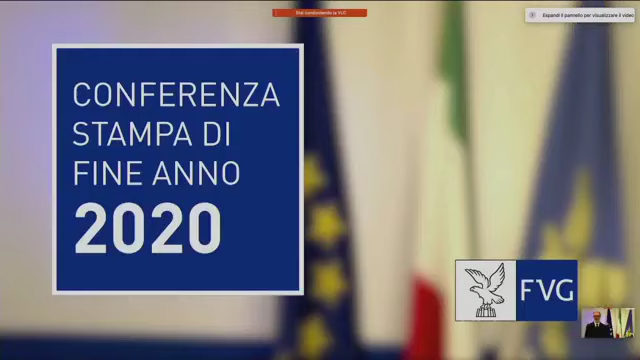 Espandi il pannello per visualizzare il video
CONFERENZA
STAMPA DI
FINE ANNO
2020
FVG